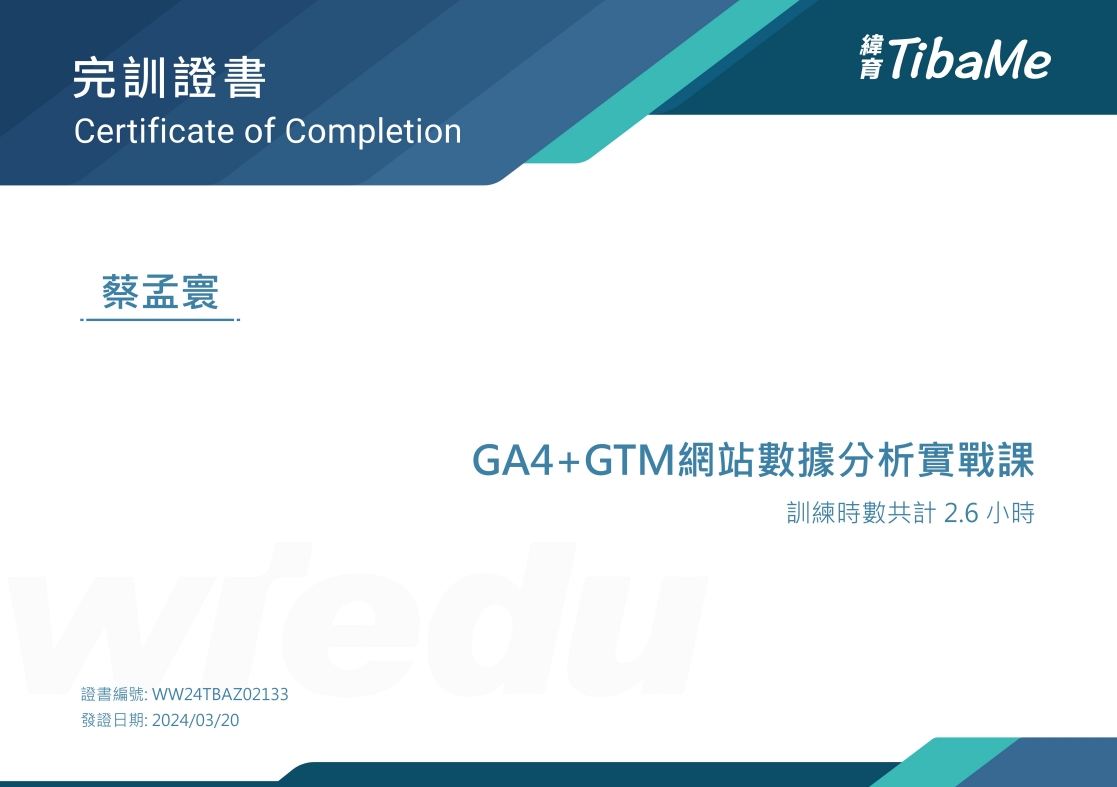 完訓證書
Certificate of Completion
緯育 TibaMe
蔡孟寰
GA4+GTM網站數據分析實戰課
訓練時數共計 2.6 小時
wiedu
證書編號: WW24TBAZ02133
發證日期: 2024/03/20